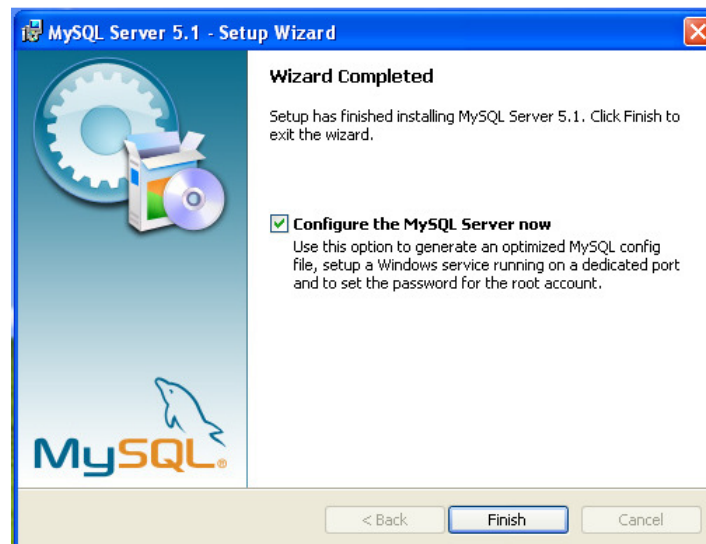 MySQL Server 5.1 - Setup Wizard
Wizard Completed
Setup has finished installing MySQL Server 5.1. Click Finish to
exit the wizard.
Configure the MySQL Server now
Use this option to generate an optimized MySQL config
file, setup a Windows service running on a dedicated port
and to set the password for the root account.
MySQL®
< Back
Finish
Cancel